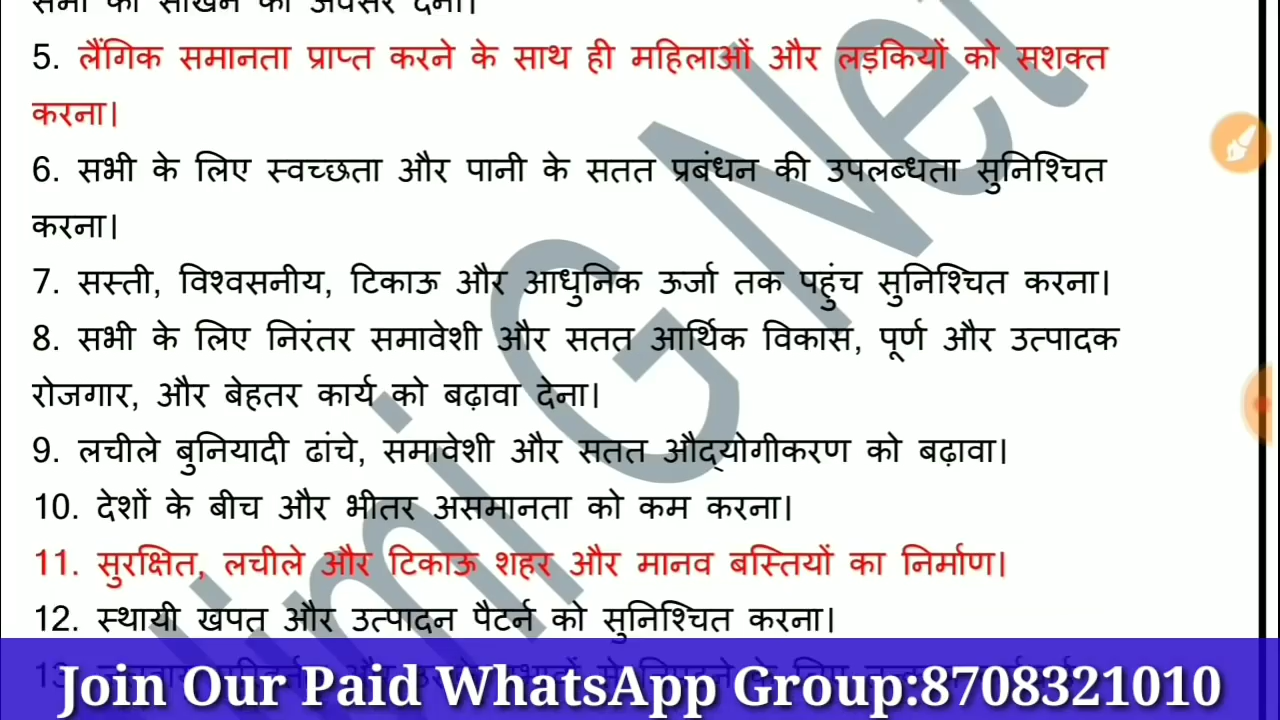 सभी को सीखने का अवसर देना।
5. लैंगिक समानता प्राप्त करने के साथ ही महिलाओं और लड़कियों को सशक्त
करना।
6. सभी के लिए स्वच्छता और पानी के सतत प्रबंधन की उपलब्धता सुनिश्चित
करना।
7. सस्ती, विश्वसनीय, टिकाऊ और आधुनिक ऊर्जा तक पहुंच सुनिश्चित करना।
8. सभी के लिए निरंतर समावेशी और सतत आर्थिक विकास, पूर्ण और उत्पादक
रोजगार, और बेहतर कार्य को बढ़ावा देना।
9. लचीले बुनियादी ढांचे, समावेशी और सतत औद्योगीकरण को बढ़ावा।
10. देशों के बीच और भीतर असमानता को कम करना।
11. सुरक्षित, लचीले और टिकाऊ शहर और मानव बस्तियों का निर्माण।
12. स्थायी खपत और उत्पादन पैटर्न को सुनिश्चित करना।
13.
Join Our Paid WhatsApp Group:8708321010